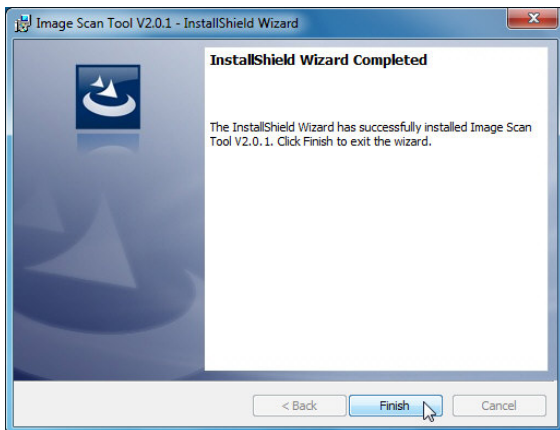 Image Scan Tool V2.0.1 - InstallShield Wizard
InstallShield Wizard Completed
The InstallShield Wizard has successfully installed Image Scan
Tool V2.0.1. Click Finish to exit the wizard.
< Back Finish Cancel